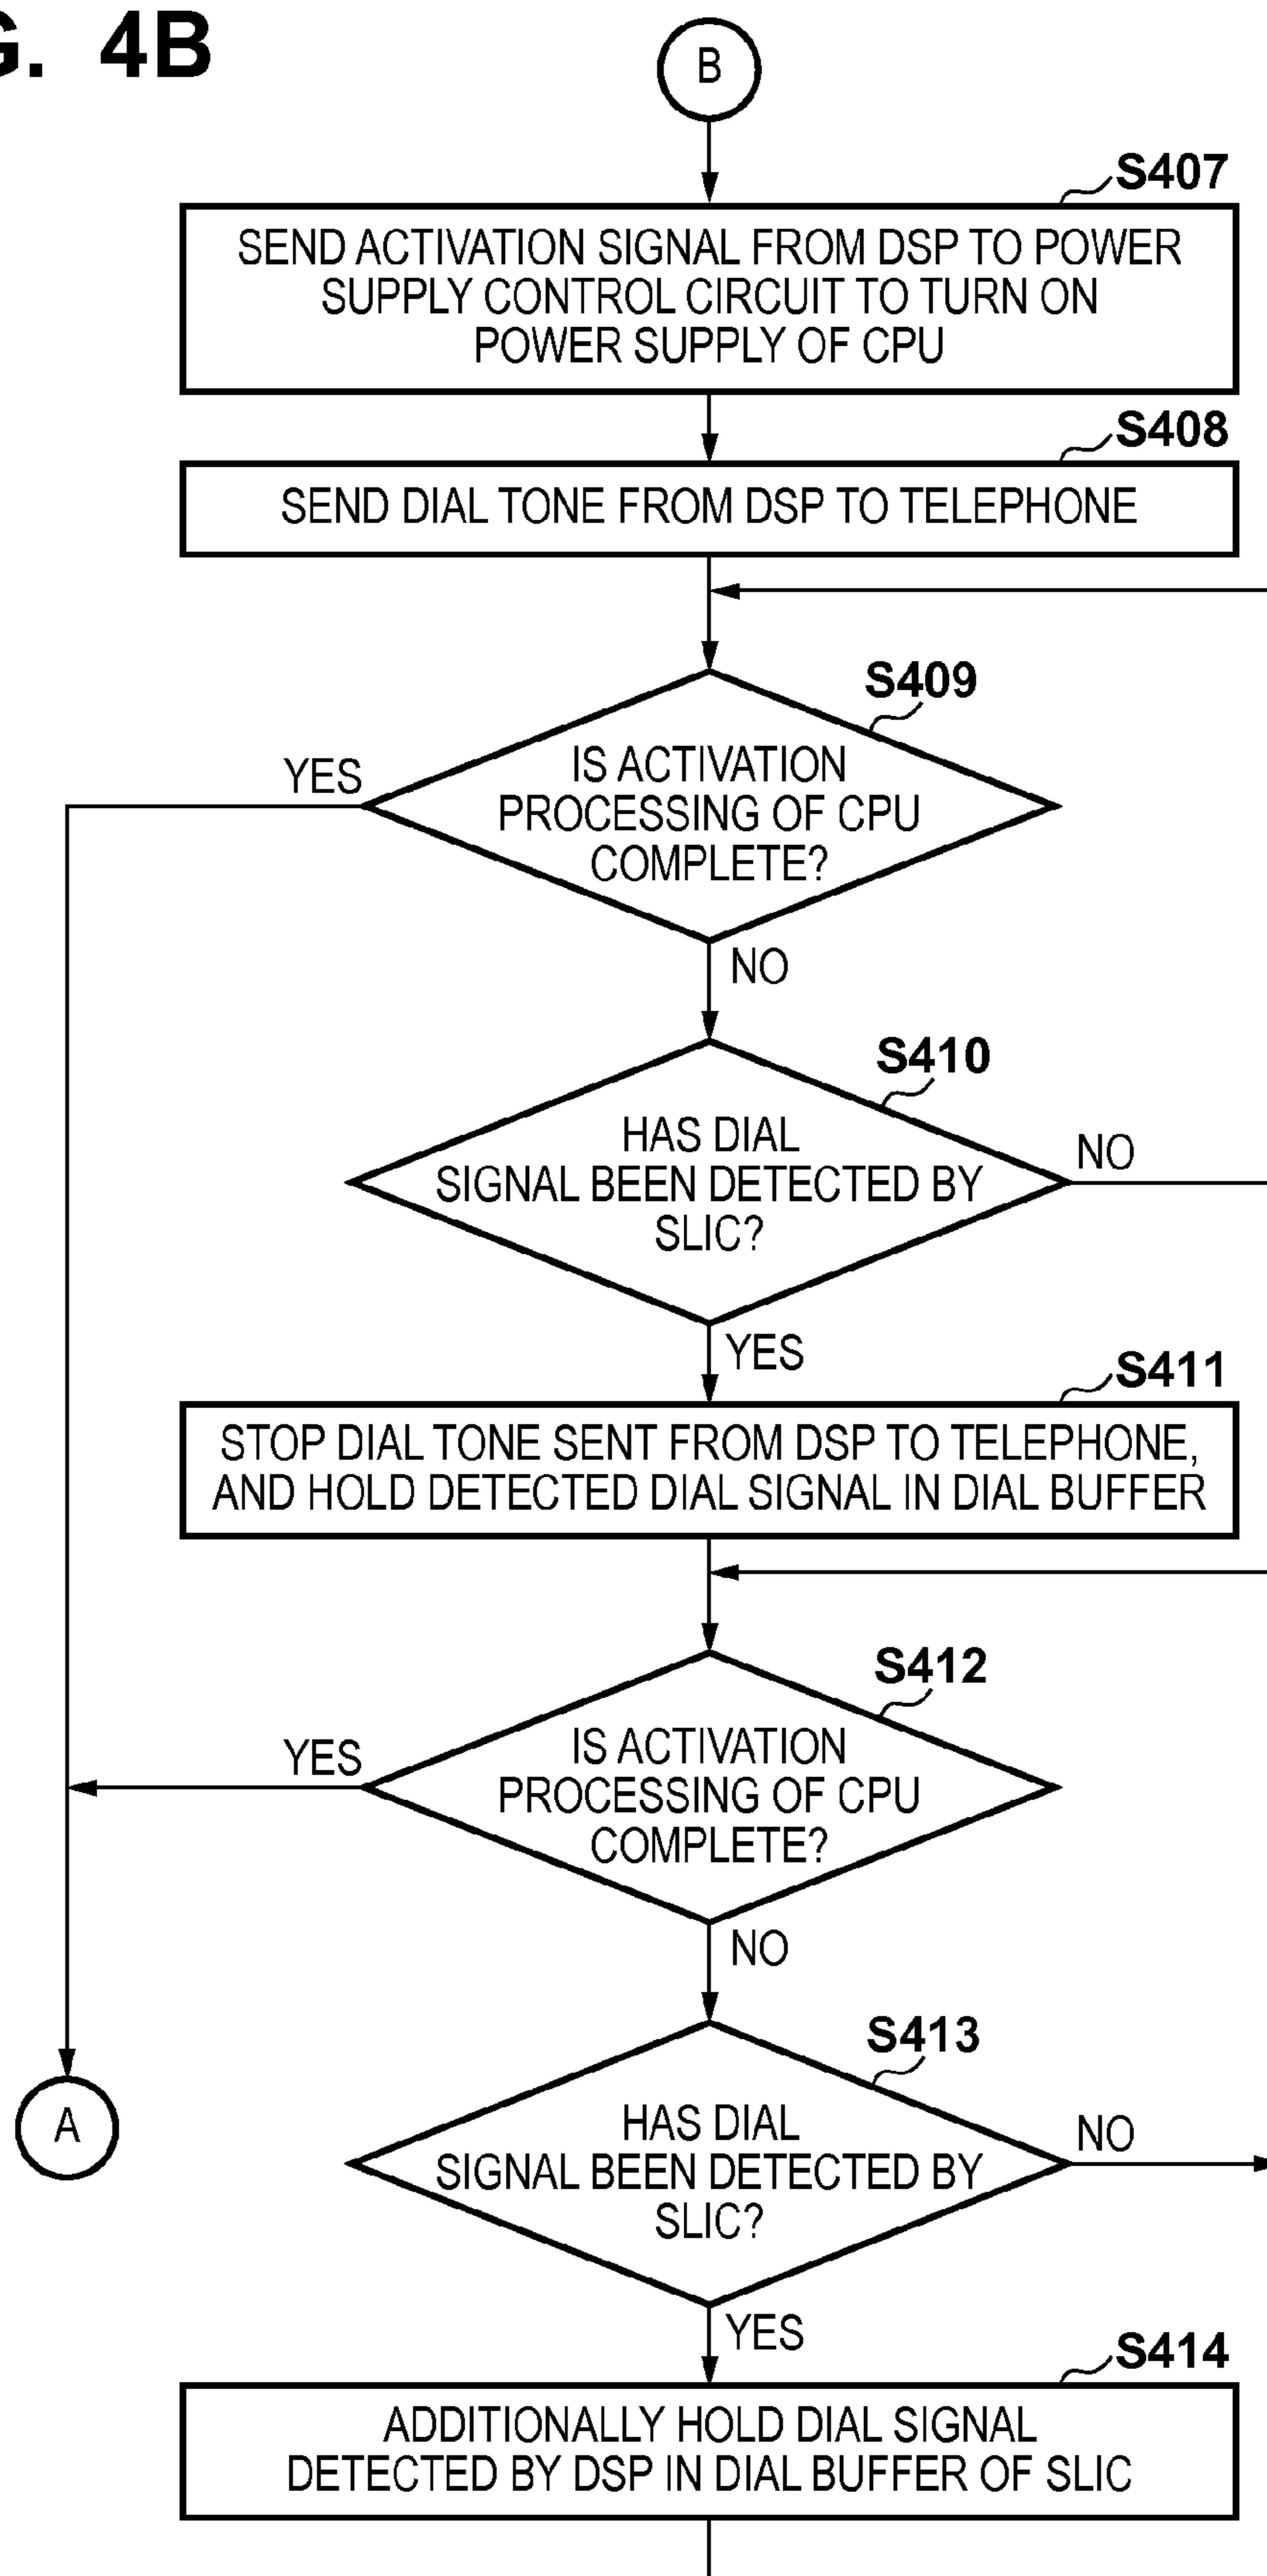 G. 4B
B
S407
SEND ACTIVATION SIGNAL FROM DSP TO POWER
SUPPLY CONTROL CIRCUIT TO TURN ON
POWER SUPPLY OF CPU
S408
SEND DIAL TONE FROM DSP TO TELEPHONE
S409
IS ACTIVATION
PROCESSING OF CPU
COMPLETE?
YES
NO
S410
HAS DIAL
SIGNAL BEEN DETECTED BY
SLIC?
NO
YES
S411
STOP DIAL TONE SENT FROM DSP TO TELEPHONE,
AND HOLD DETECTED DIAL SIGNAL IN DIAL BUFFER
S412
IS ACTIVATION
PROCESSING OF CPU
COMPLETE?
YES
NO
S413
HAS DIAL
SIGNAL BEEN DETECTED BY
SLIC?
NO
A
YES
S414
ADDITIONALLY HOLD DIAL SIGNAL
DETECTED BY DSP IN DIAL BUFFER OF SLIC